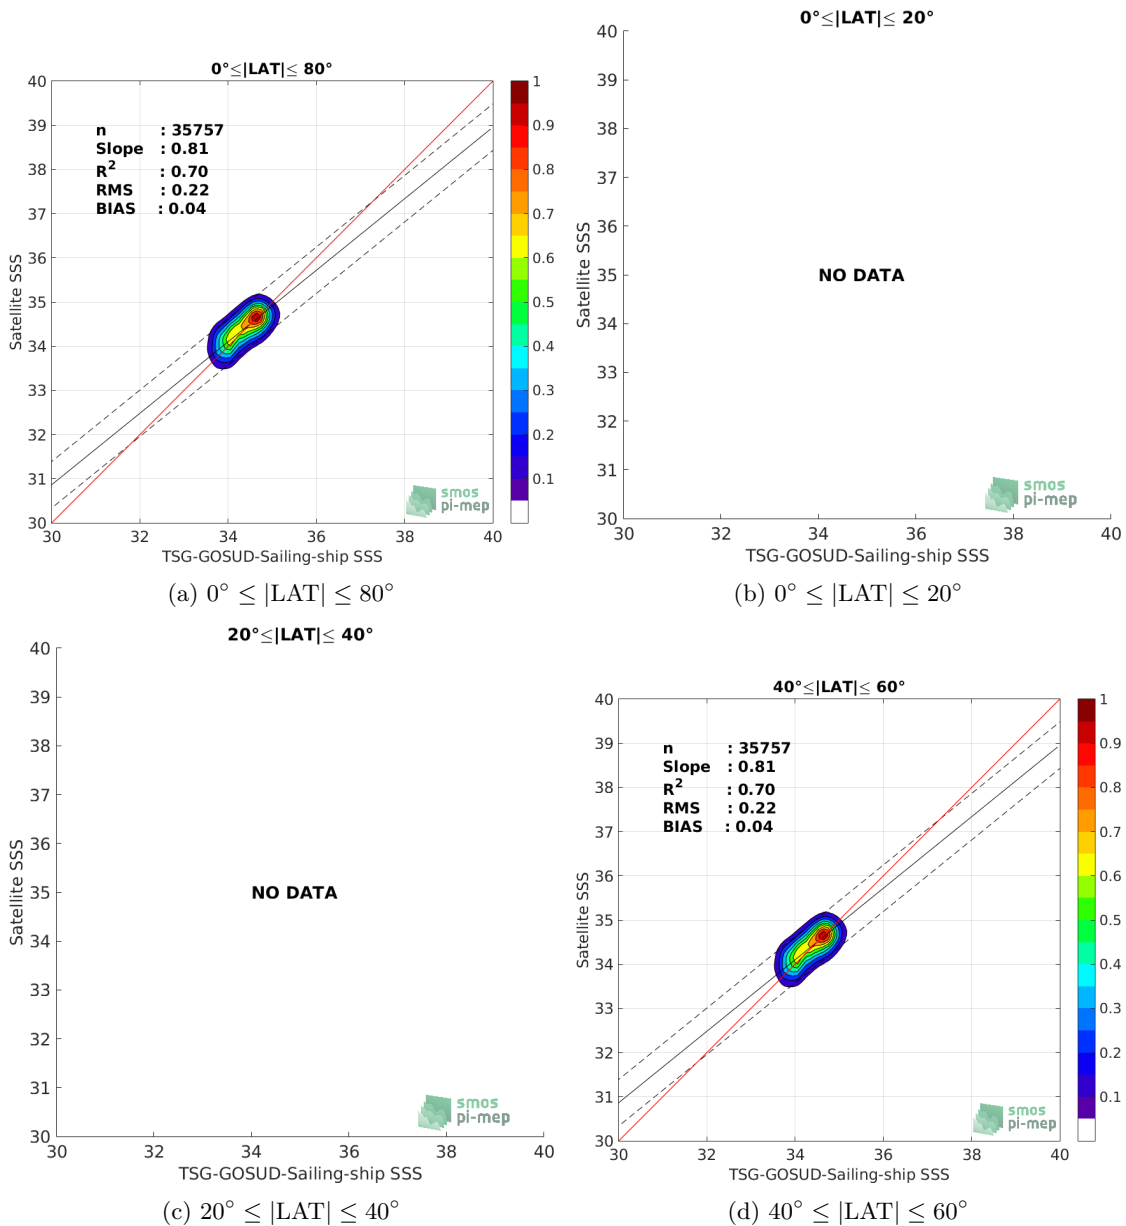 0°≤|LAT|≤ 80°
40
39
38
37
36
35
34
33
32
31
30
n : 35757
Slope : 0.81
R² : 0.70
RMS : 0.22
BIAS : 0.04
Satellite SSS
smos
pi-mep
30 32 34 36 38 40
TSG-GOSUD-Sailing-ship SSS
1
0.9
0.8
0.7
0.6
0.5
0.4
0.3
0.2
0.1
(a) 0° ≤ |LAT| ≤ 80°
0°≤|LAT|≤ 20°
40
39
38
37
36
35
34
33
32
31
30
Satellite SSS
NO DATA
smos
pi-mep
30 32 34 36 38 40
TSG-GOSUD-Sailing-ship SSS
(b) 0° ≤ |LAT| ≤ 20°
20°≤|LAT|≤ 40°
40
39
38
37
36
35
34
33
32
31
30
Satellite SSS
NO DATA
smos
pi-mep
30 32 34 36 38 40
TSG-GOSUD-Sailing-ship SSS
(c) 20° ≤ |LAT| ≤ 40°
40°≤|LAT|≤ 60°
40
39
38
37
36
35
34
33
32
31
30
n : 35757
Slope : 0.81
R² : 0.70
RMS : 0.22
BIAS : 0.04
Satellite SSS
smos
pi-mep
30 32 34 36 38 40
TSG-GOSUD-Sailing-ship SSS
1
0.9
0.8
0.7
0.6
0.5
0.4
0.3
0.2
0.1
(d) 40° ≤ |LAT| ≤ 60°